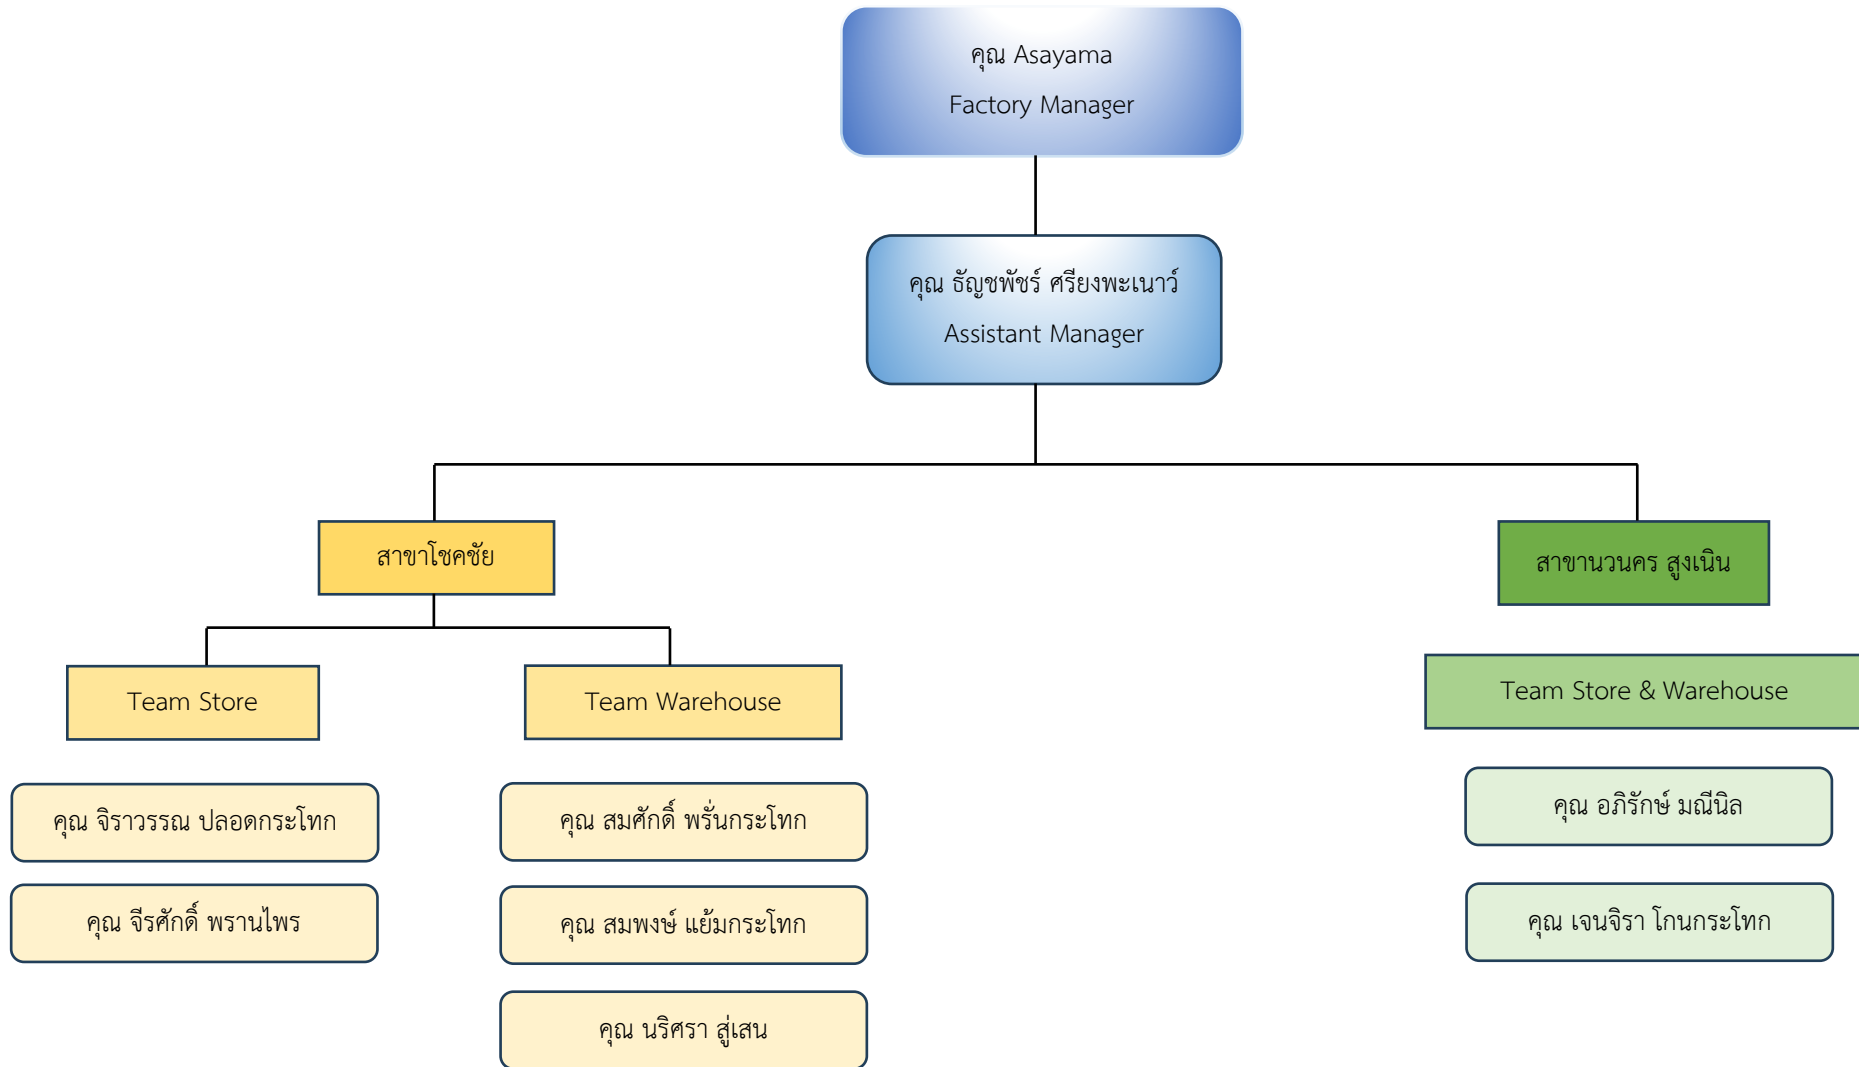 คุณ Asayama
Factory Manager
คุณ ธัญชพัชร์ ศรียงพะเนาว์
Assistant Manager
สาขาโชคชัย
สาขานวนคร สูงเนิน
Team Store
Team Warehouse
Team Store & Warehouse
คุณ จิราวรรณ ปลอดกระโทก
คุณ สมศักดิ์ พรั่นกระโทก
คุณ อภิรักษ์ มณีนิล
คุณ จีรศักดิ์ พรานไพร
คุณ สมพงษ์ แย้มกระโทก
คุณ เจนจิรา โกนกระโทก
คุณ นริศรา สู่เสน